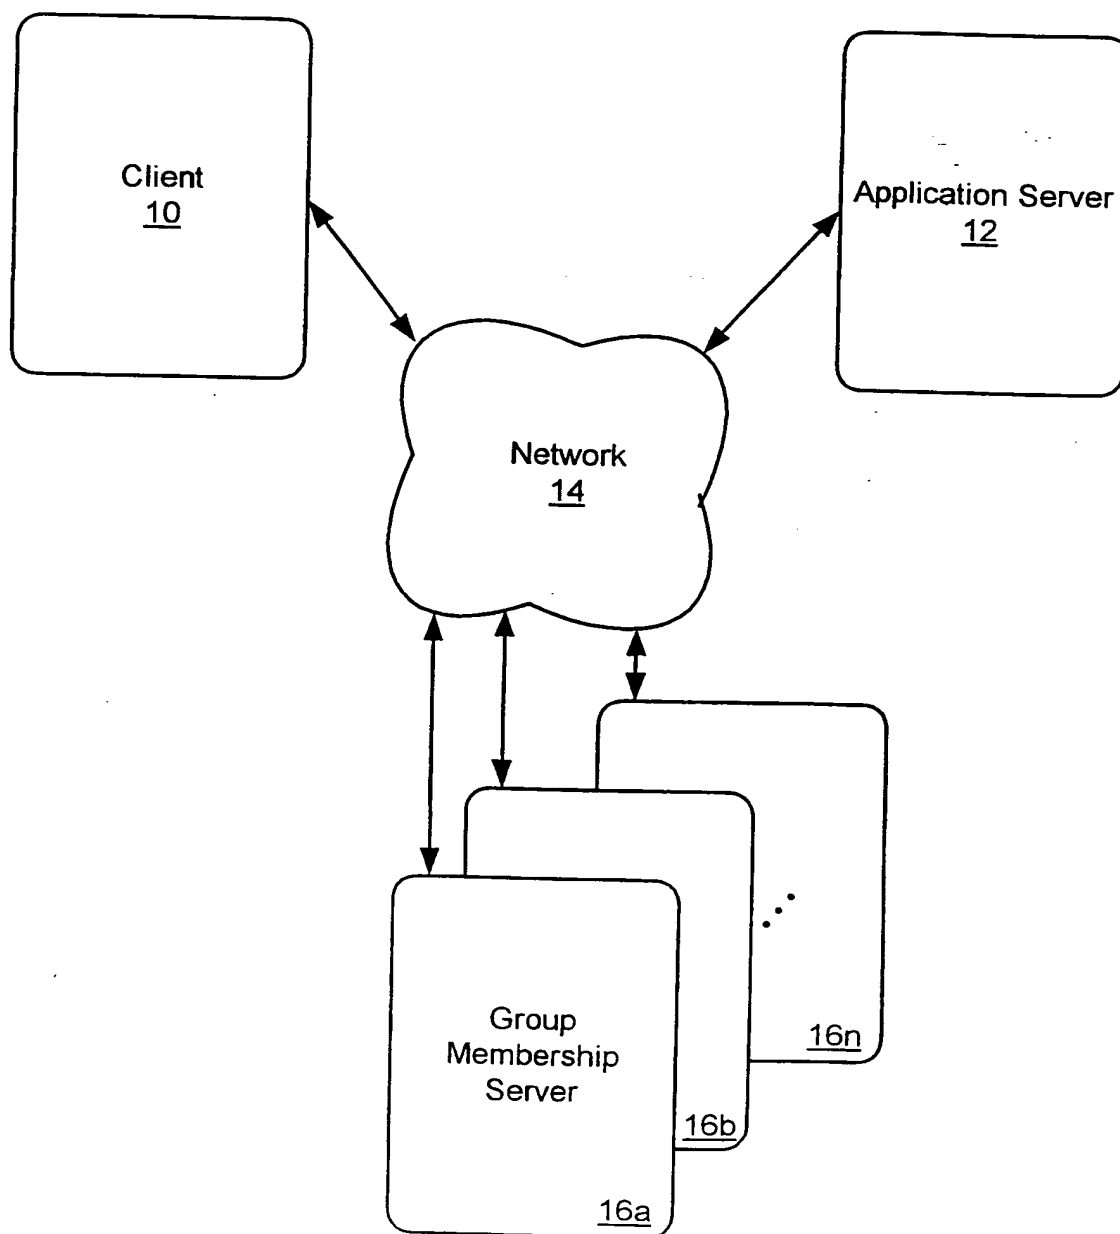 Client
10
Application Server
12
Network
14
Group
Membership
Server
16a
16b
16n